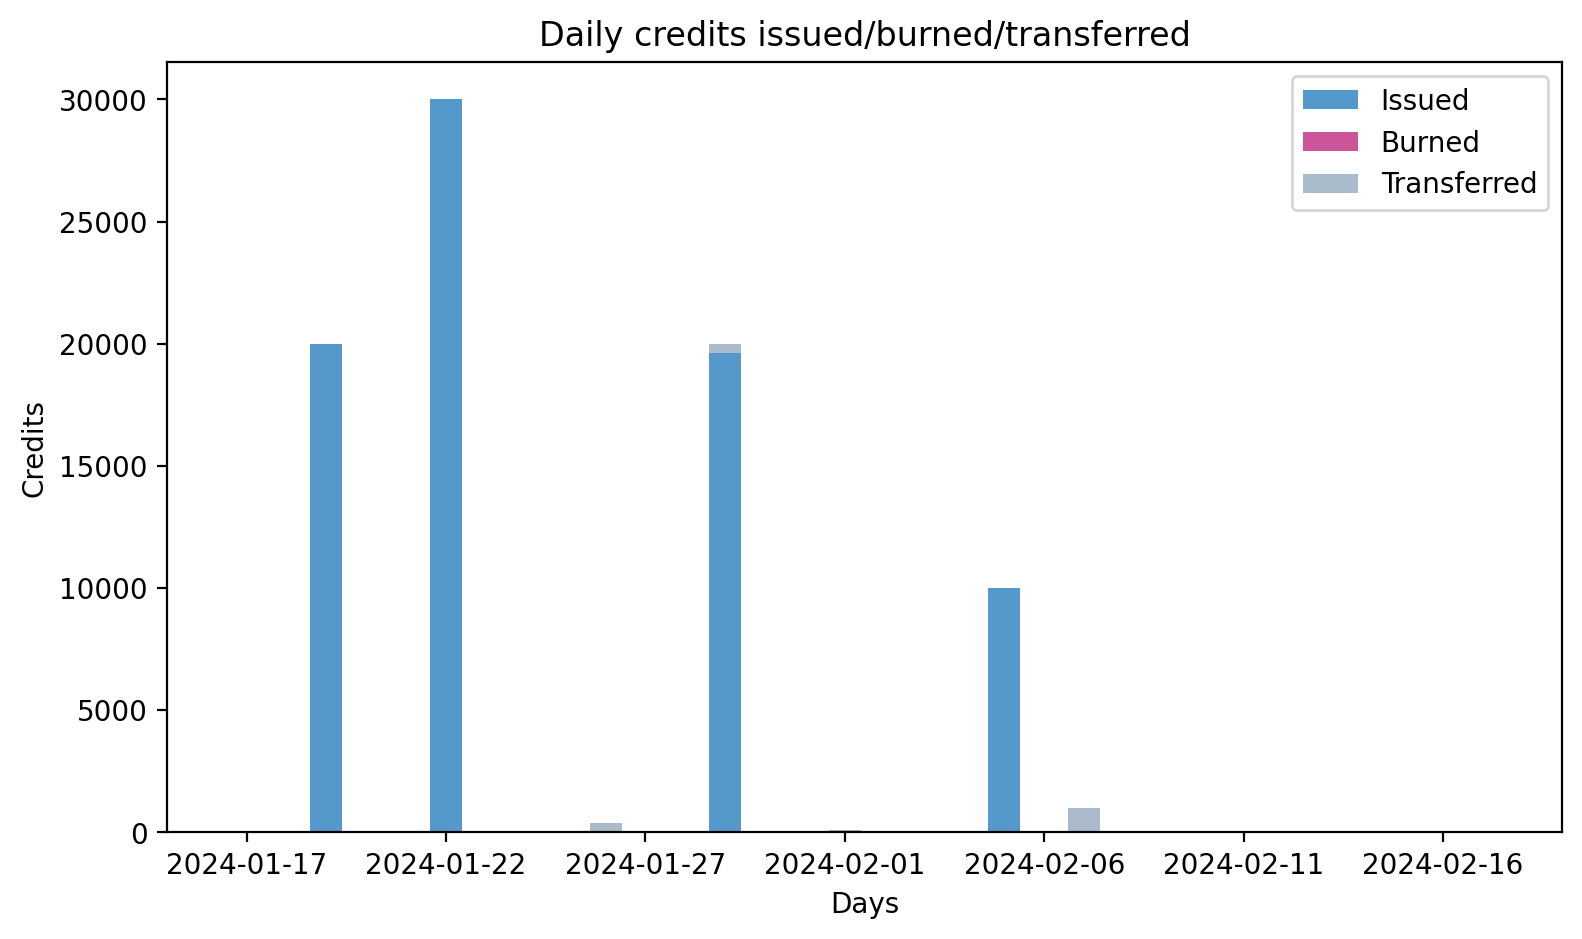 Daily credits issued/burned/transferred
Issued
Burned
Transferred
30000
25000
20000
15000
10000
5000
0
Credits
2024-01-17 2024-01-22 2024-01-27 2024-02-01 2024-02-06 2024-02-11 2024-02-16
Days